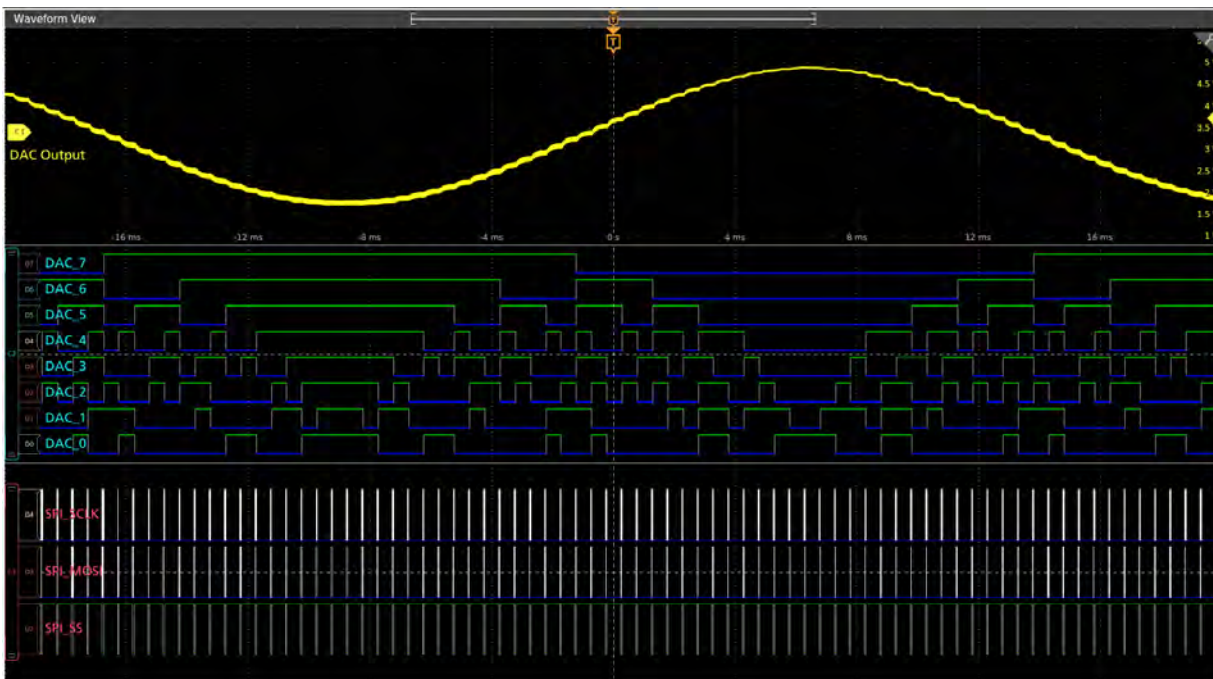 Waveform View
T
T
5
4.5
4
3.5
C1
3
DAC Output
2.5
2
1.5
-16 ms -12 ms -8 ms -4 ms 0 s 4 ms 8 ms 12 ms 16 ms 1
D7 DAC_7
D6 DAC_6
D5 DAC_5
D4 DAC_4
D3 DAC_3
D2 DAC_2
D1 DAC_1
D0 DAC_0
SPI_SCLK
SPI_MOSI
SPI_SS